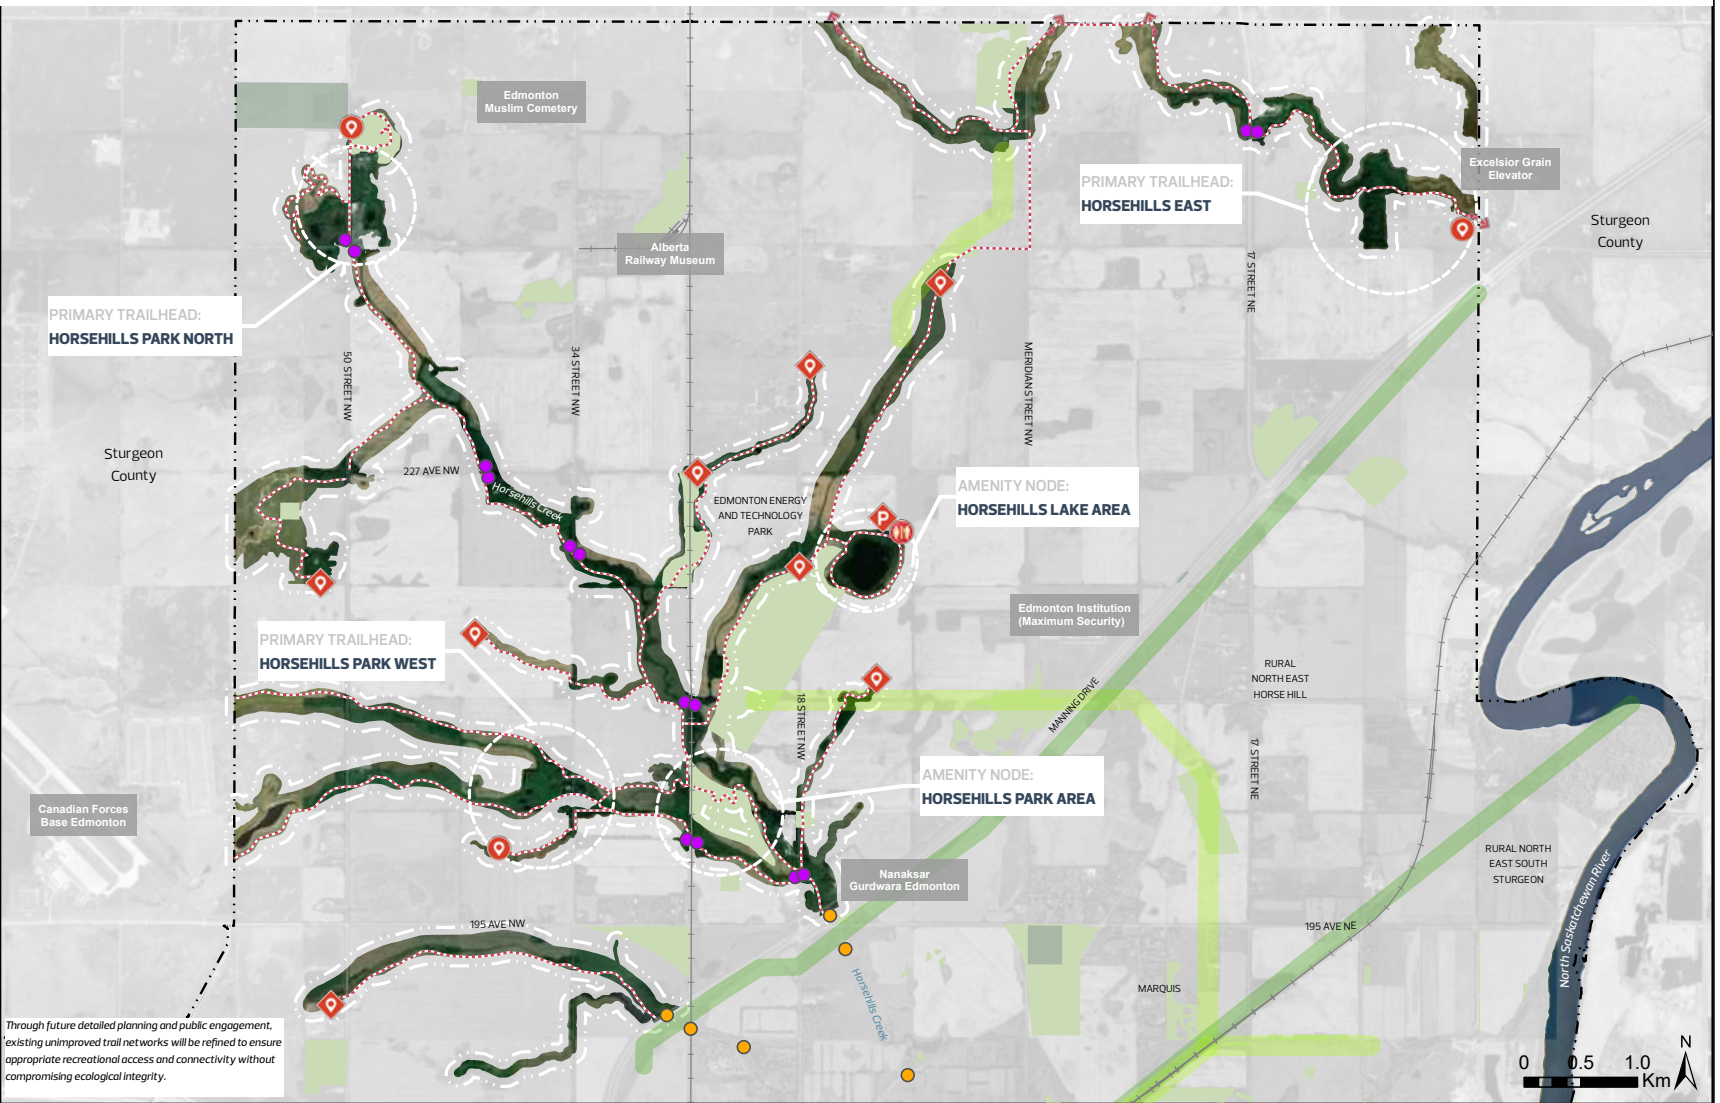 Edmonton
Muslim Cemetery
PRIMARY TRAILHEAD:
HORSEHILLS EAST
Excelsior Grain
Elevator
Sturgeon
County
Alberta
Railway Museum
17 STREET NE
PRIMARY TRAILHEAD:
HORSEHILLS PARK NORTH
50 STREET NW
34 STREET NW
MERIDIAN STREET NW
Sturgeon
County
227 AVE NW
Horsehills Creek
EDMONTON ENERGY
AND TECHNOLOGY
PARK
AMENITY NODE:
HORSEHILLS LAKE AREA
P
Edmonton Institution
(Maximum Security)
PRIMARY TRAILHEAD:
HORSEHILLS PARK WEST
RURAL
NORTH EAST
HORSE HILL
MANNING DRIVE
18 STREET NW
17 STREET NE
AMENITY NODE:
HORSEHILLS PARK AREA
Canadian Forces
Base Edmonton
Nanaksar
Gurdwara Edmonton
RURAL NORTH
EAST SOUTH
STURGEON
North Saskatchewan River
195 AVE NW
195 AVE NE
Horsehills Creek
MARQUIS
Through future detailed planning and public engagement,
existing unimproved trail networks will be refined to ensure
appropriate recreational access and connectivity without
compromising ecological integrity.
N
0 0.5 1.0
Km